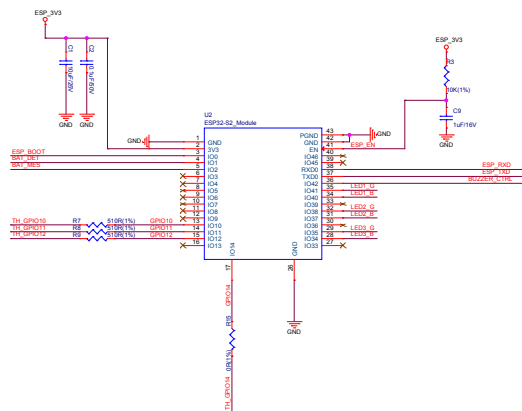 ESP_3V3
C1
10uF/25V
C2
0.1uF/50V
GND
GND
ESP_3V3
R3
10K(1%)
C9
1uF/16V
GND
U2
ESP32-S2_Module
GND
GND
ESP_EN
ESP_BOOT
BAT_DET
BAT_MES
1 GND
2 3V3
3 IO0
4 IO1
5 IO2
6 IO3
7 IO4
8 IO5
9 IO6
10 IO7
11 IO8
12 IO9
13 IO10
14 IO11
15 IO12
16 IO13
PGND 43
GND 42
EN 41
IO46 40
IO45 39
RXD0 38
TXD0 37
IO42 36
IO41 35
IO40 34
IO39 33
IO38 32
IO37 31
IO36 30
IO35 29
IO34 28
IO33 27
ESP_RXD
ESP_TXD
BUZZER_CTRL
LED1_G
LED1_B
LED2_G
LED2_B
LED3_G
LED3_B
TH_GPIO10 R7 510R(1%) GPIO10
TH_GPIO11 R8 510R(1%) GPIO11
TH_GPIO12 R9 510R(1%) GPIO12
IO14
GND
17
26
GPIO14
0R(1%)
TH_GPIO14
GND